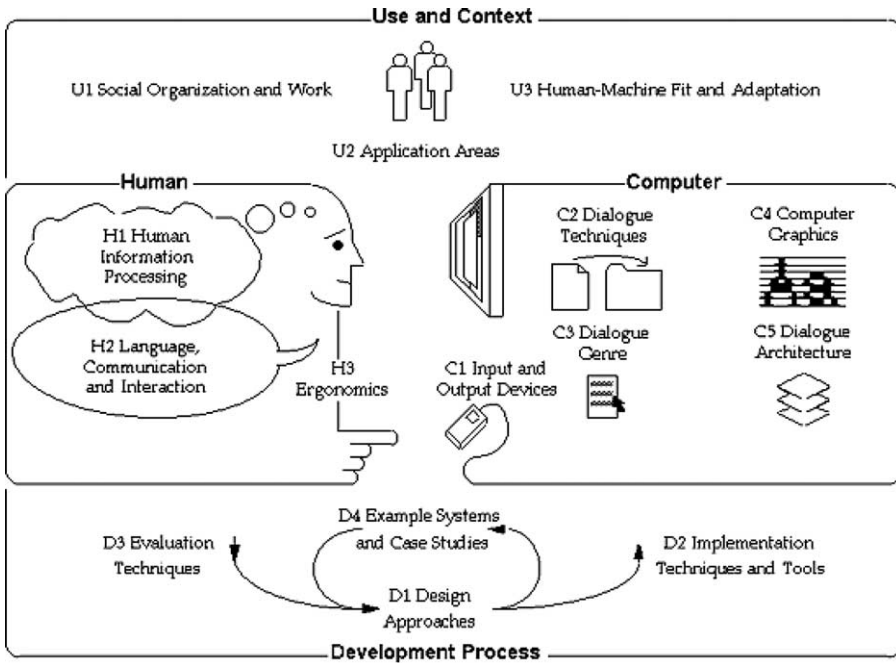 Use and Context
U1 Social Organization and Work
U3 Human-Machine Fit and Adaptation
U2 Application Areas
Human
H1 Human
Information
Processing
H2 Language,
Communication
and Interaction
H3
Ergonomics
Computer
C2 Dialogue
Techniques
C4 Computer
Graphics
C3 Dialogue
Genre
C5 Dialogue
Architecture
C1 Input and
Output Devices
D4 Example Systems
and Case Studies
D3 Evaluation
Techniques
D2 Implementation
Techniques and Tools
D1 Design
Approaches
Development Process